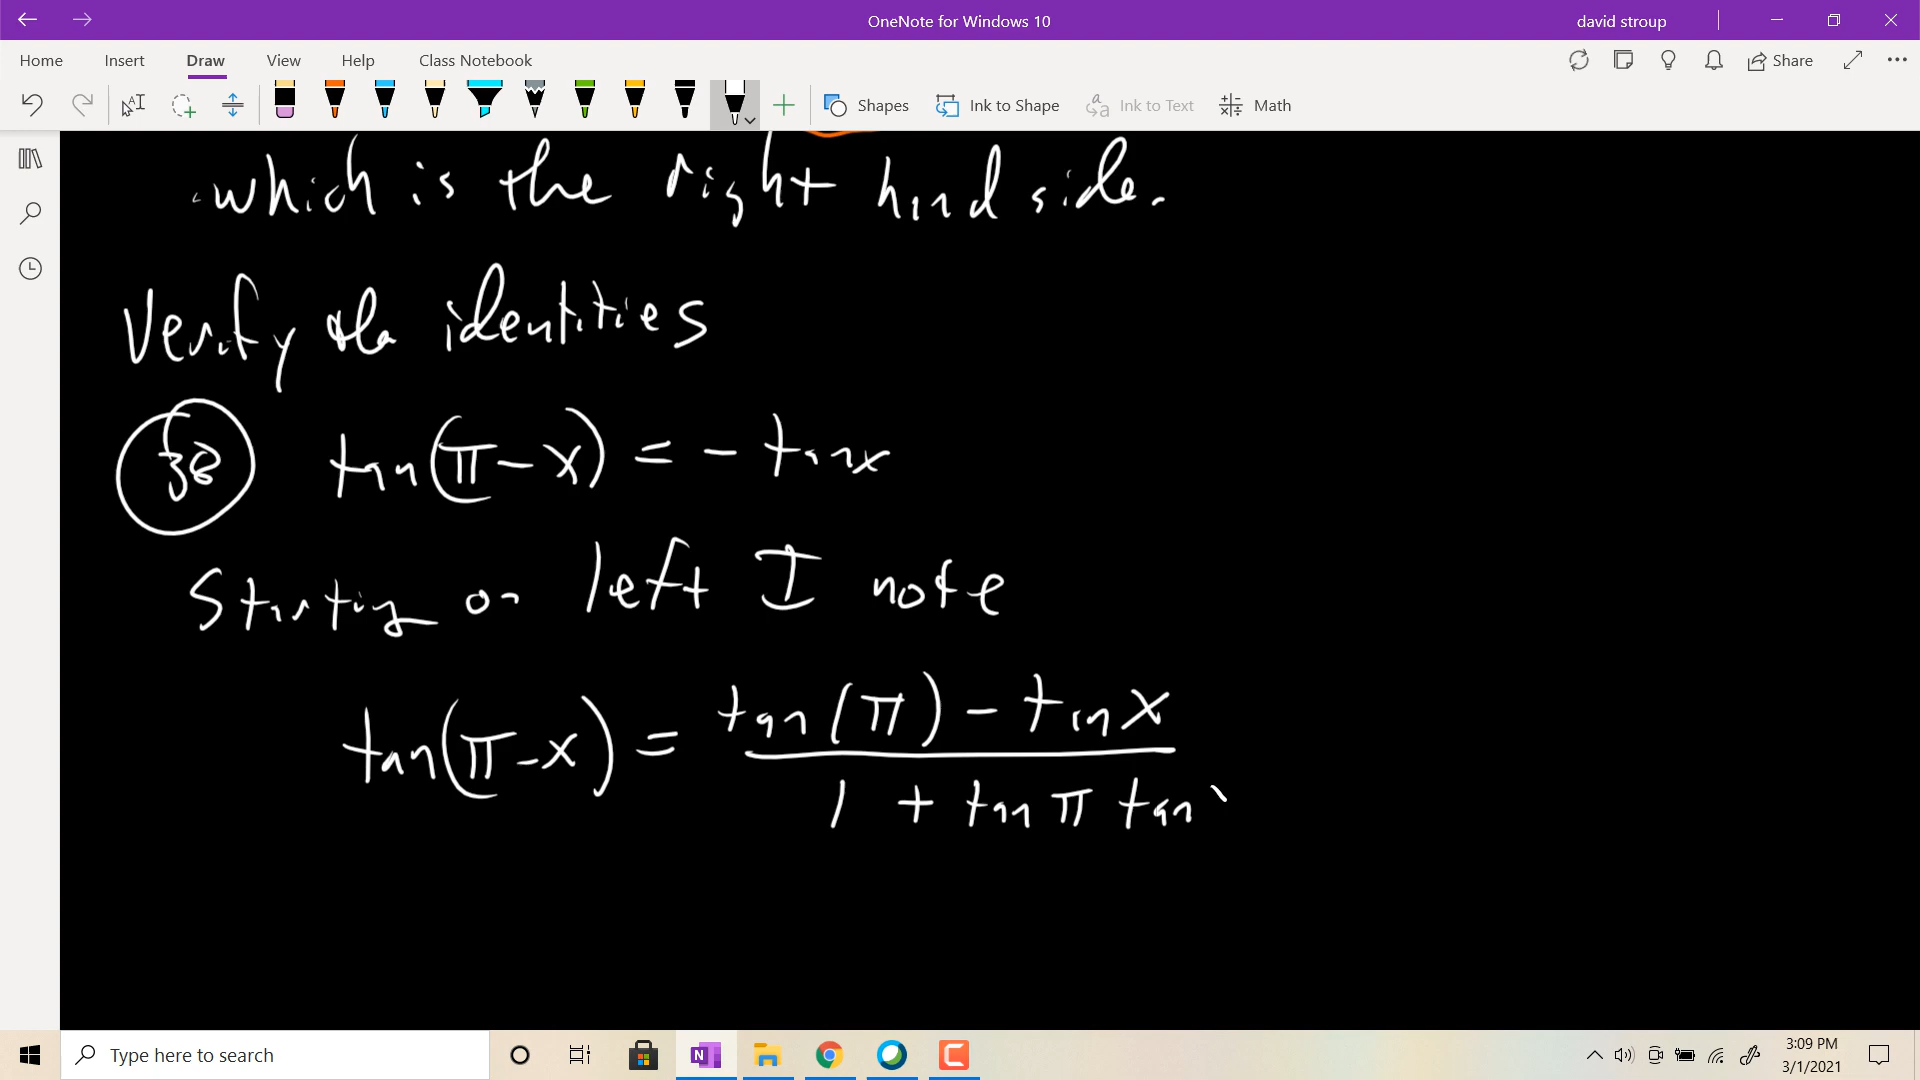 OneNote for Windows 10
david stroup
Home Insert Draw View Help Class Notebook
Share
Shapes Ink to Shape Ink to Text Math
which is the right hand side.
Verify the identities
38 tan(π-x) = - tanx
Starting on left I note
tan(π-x) = tan(π) - tan x
1 + tan π tan
Type here to search
3:09 PM
3/1/2021